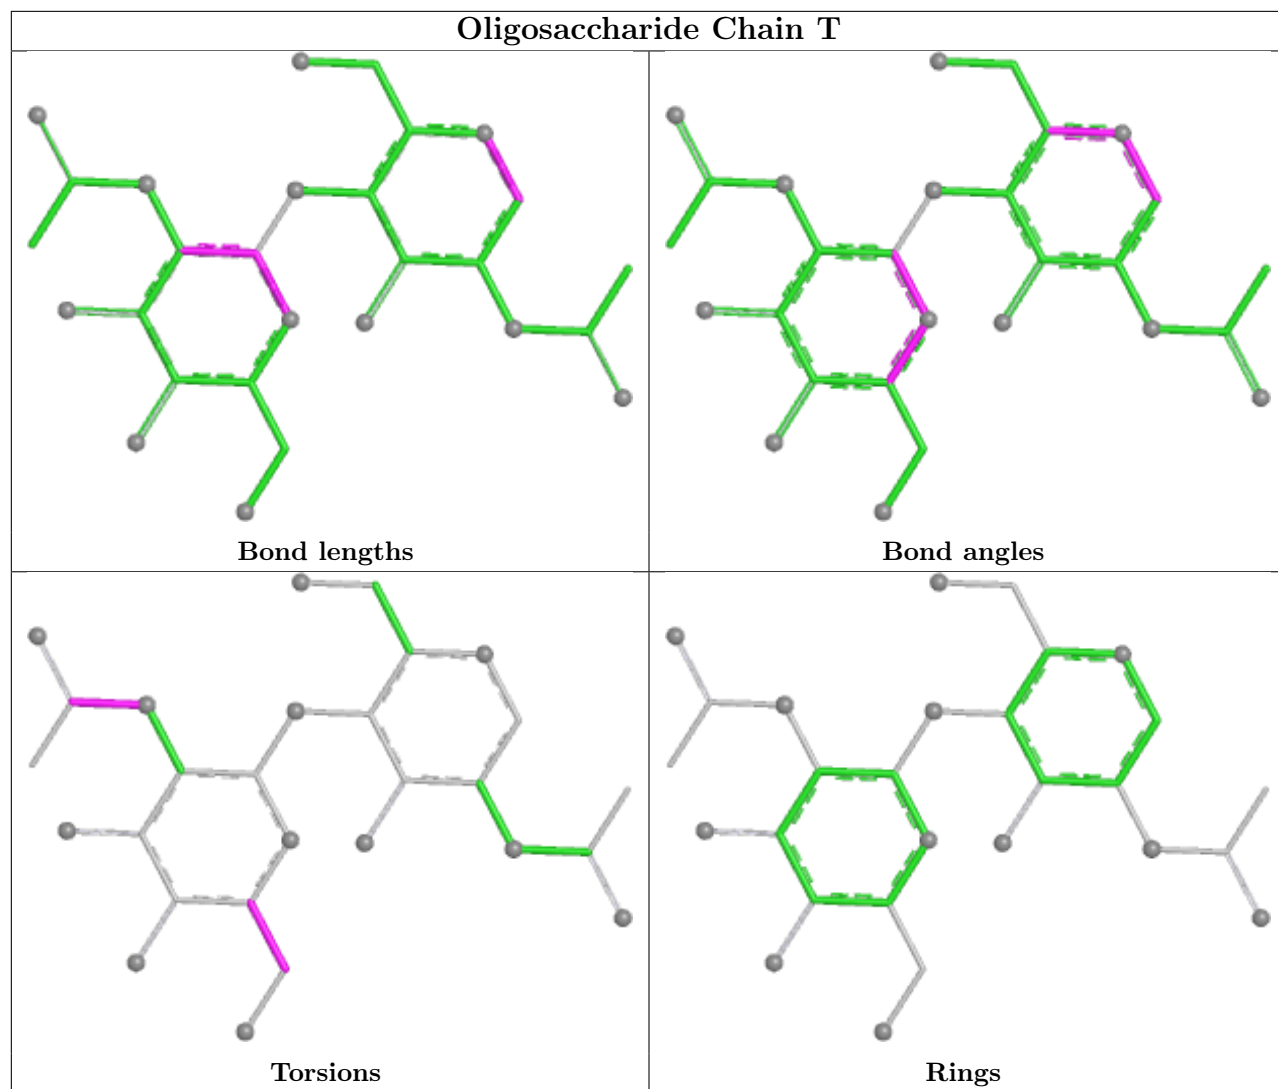 Oligosaccharide Chain T
Bond lengths
Bond angles
Torsions
Rings